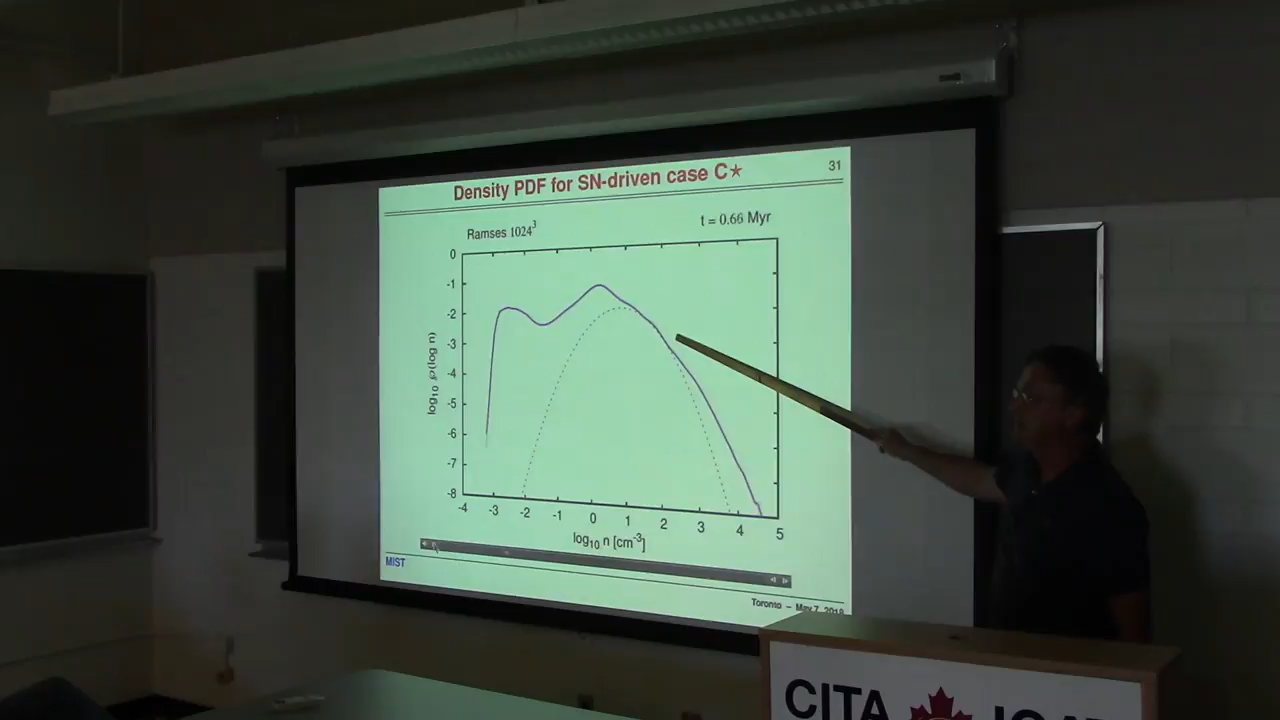 Density PDF for SN-driven case C★
31
Ramses 1024³
t = 0.66 Myr
0
-1
-2
-3
-4
-5
-6
-7
-8
log₁₀ ℘(log n)
-4 -3 -2 -1 0 1 2 3 4 5
log₁₀ n [cm⁻³]
MIST
Toronto – May 7, 2018
CITA